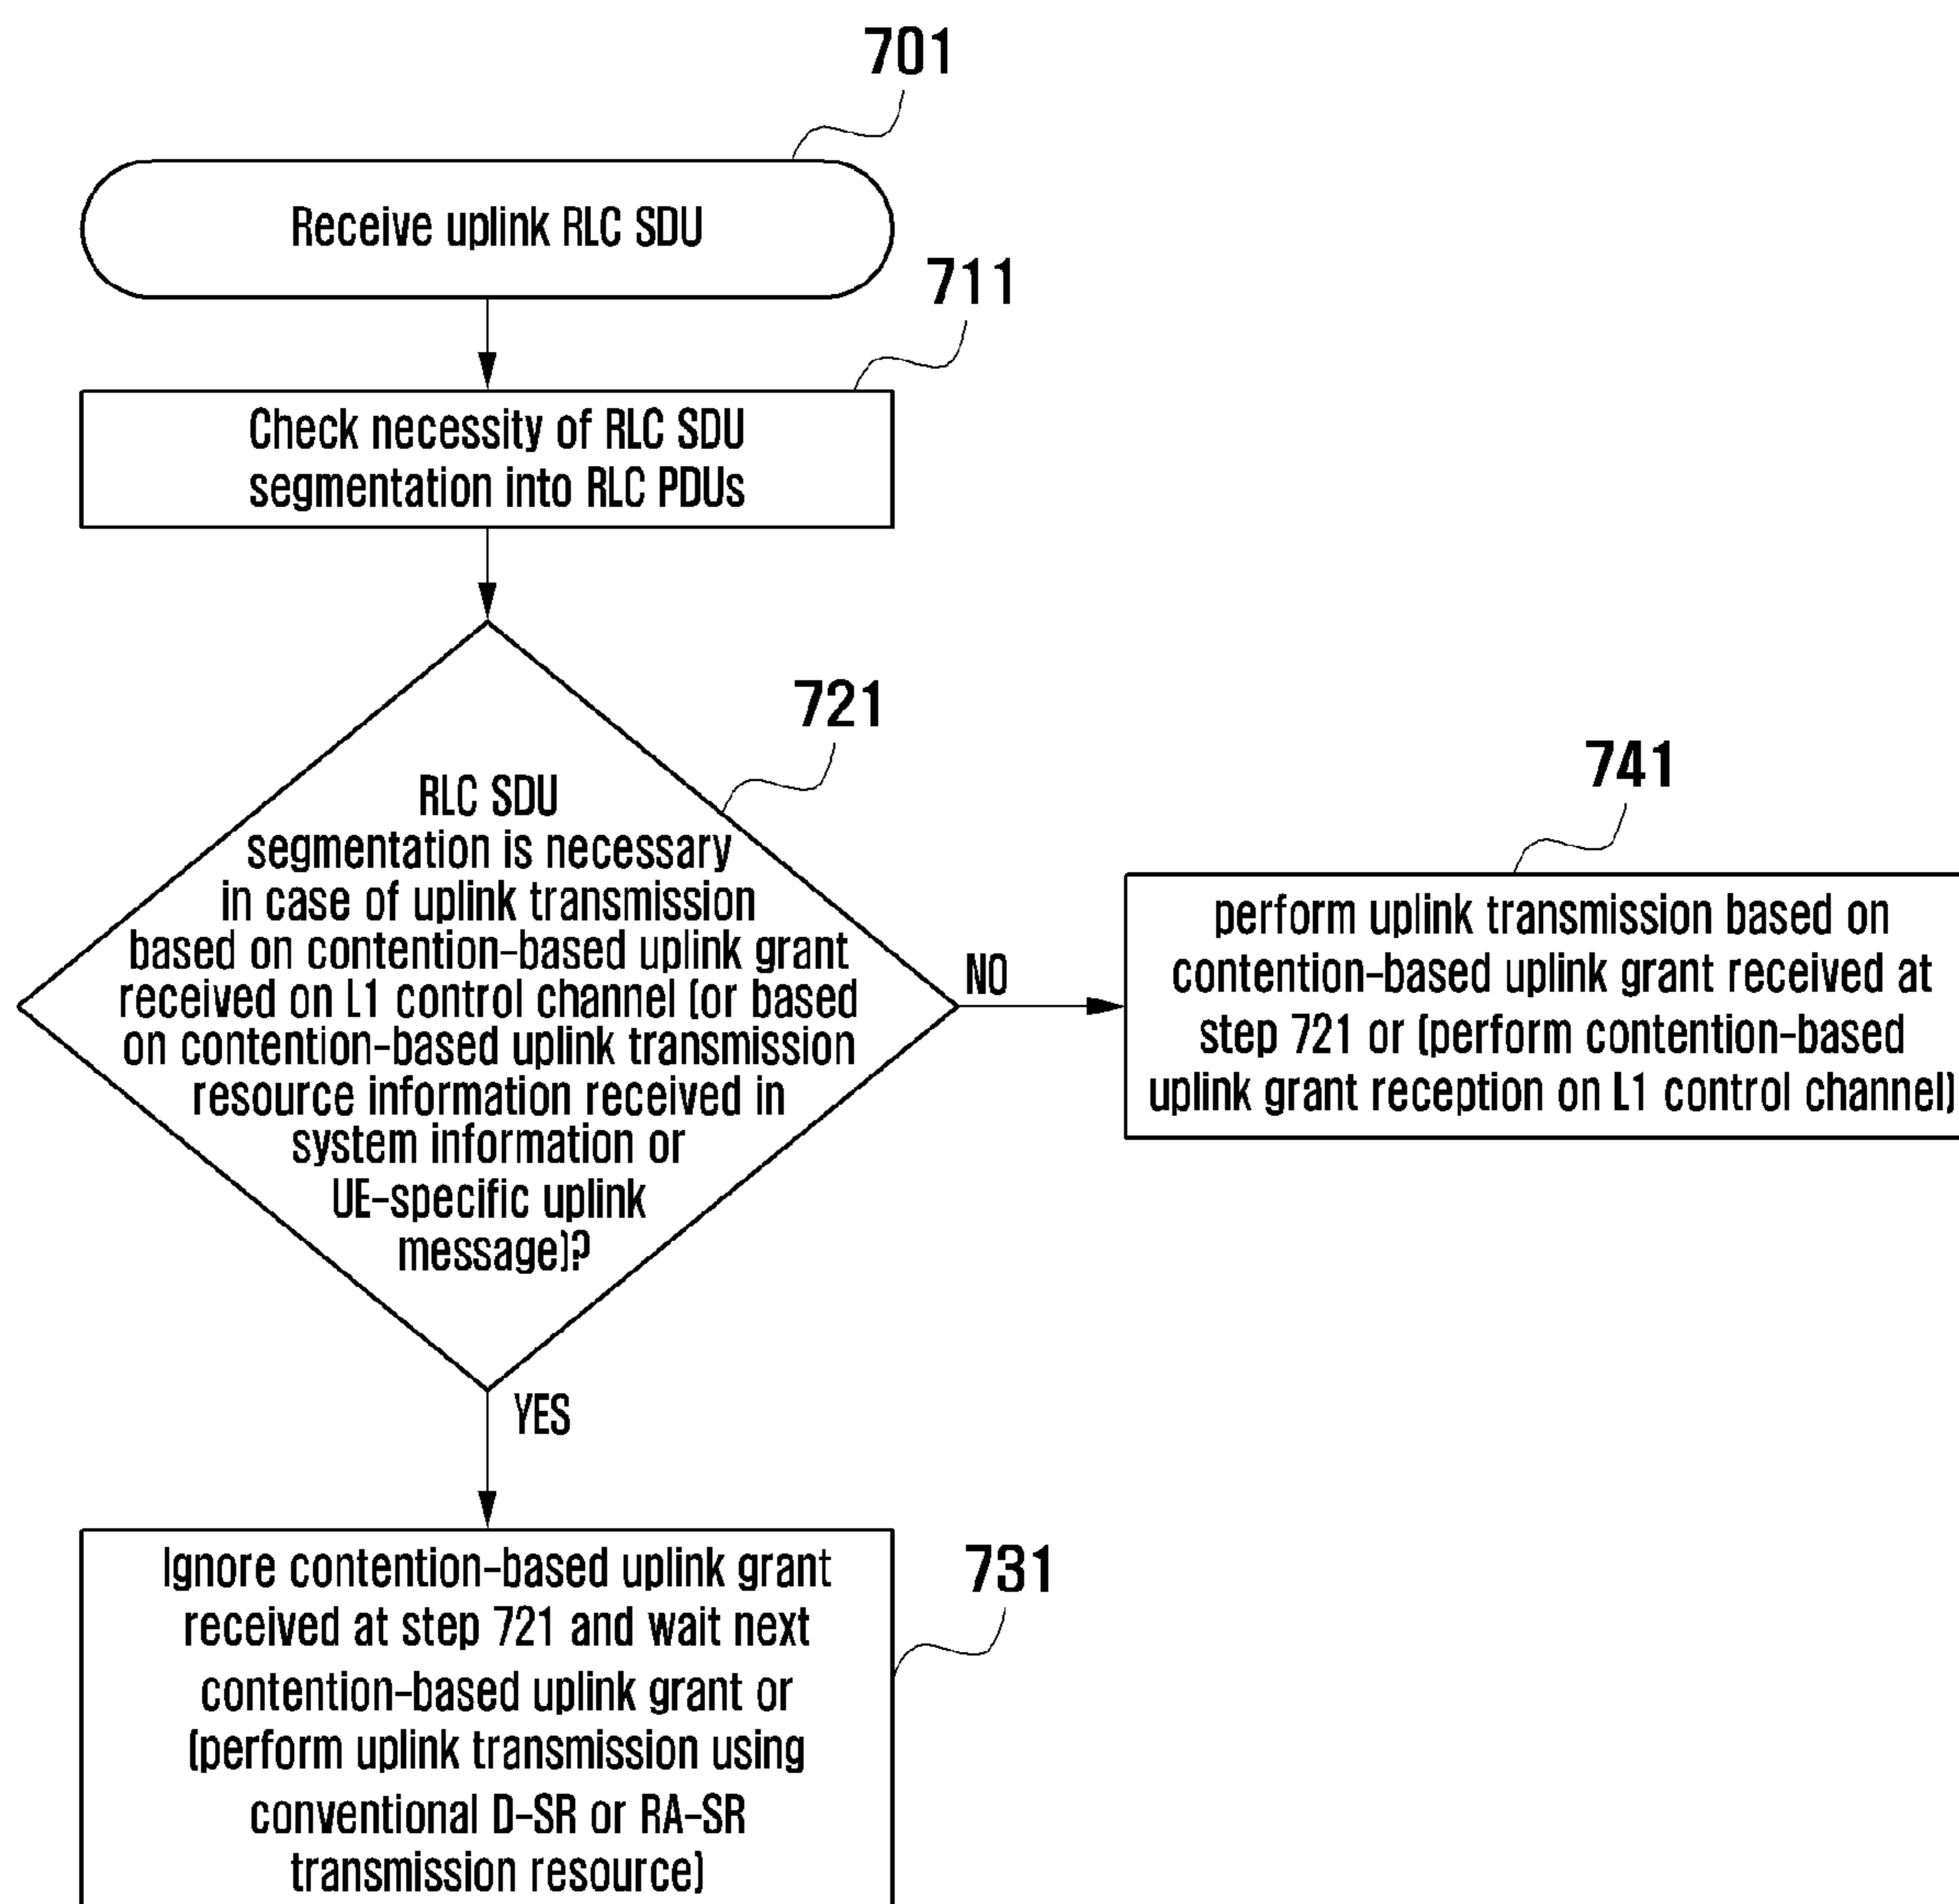 701
Receive uplink RLC SDU
711
Check necessity of RLC SDU
segmentation into RLC PDUs
721
RLC SDU
segmentation is necessary
in case of uplink transmission
based on contention-based uplink grant
received on L1 control channel (or based
on contention-based uplink transmission
resource information received in
system information or
UE-specific uplink
message)?
NO
741
perform uplink transmission based on
contention-based uplink grant received at
step 721 or (perform contention-based
uplink grant reception on L1 control channel)
YES
731
Ignore contention-based uplink grant
received at step 721 and wait next
contention-based uplink grant or
(perform uplink transmission using
conventional D-SR or RA-SR
transmission resource)